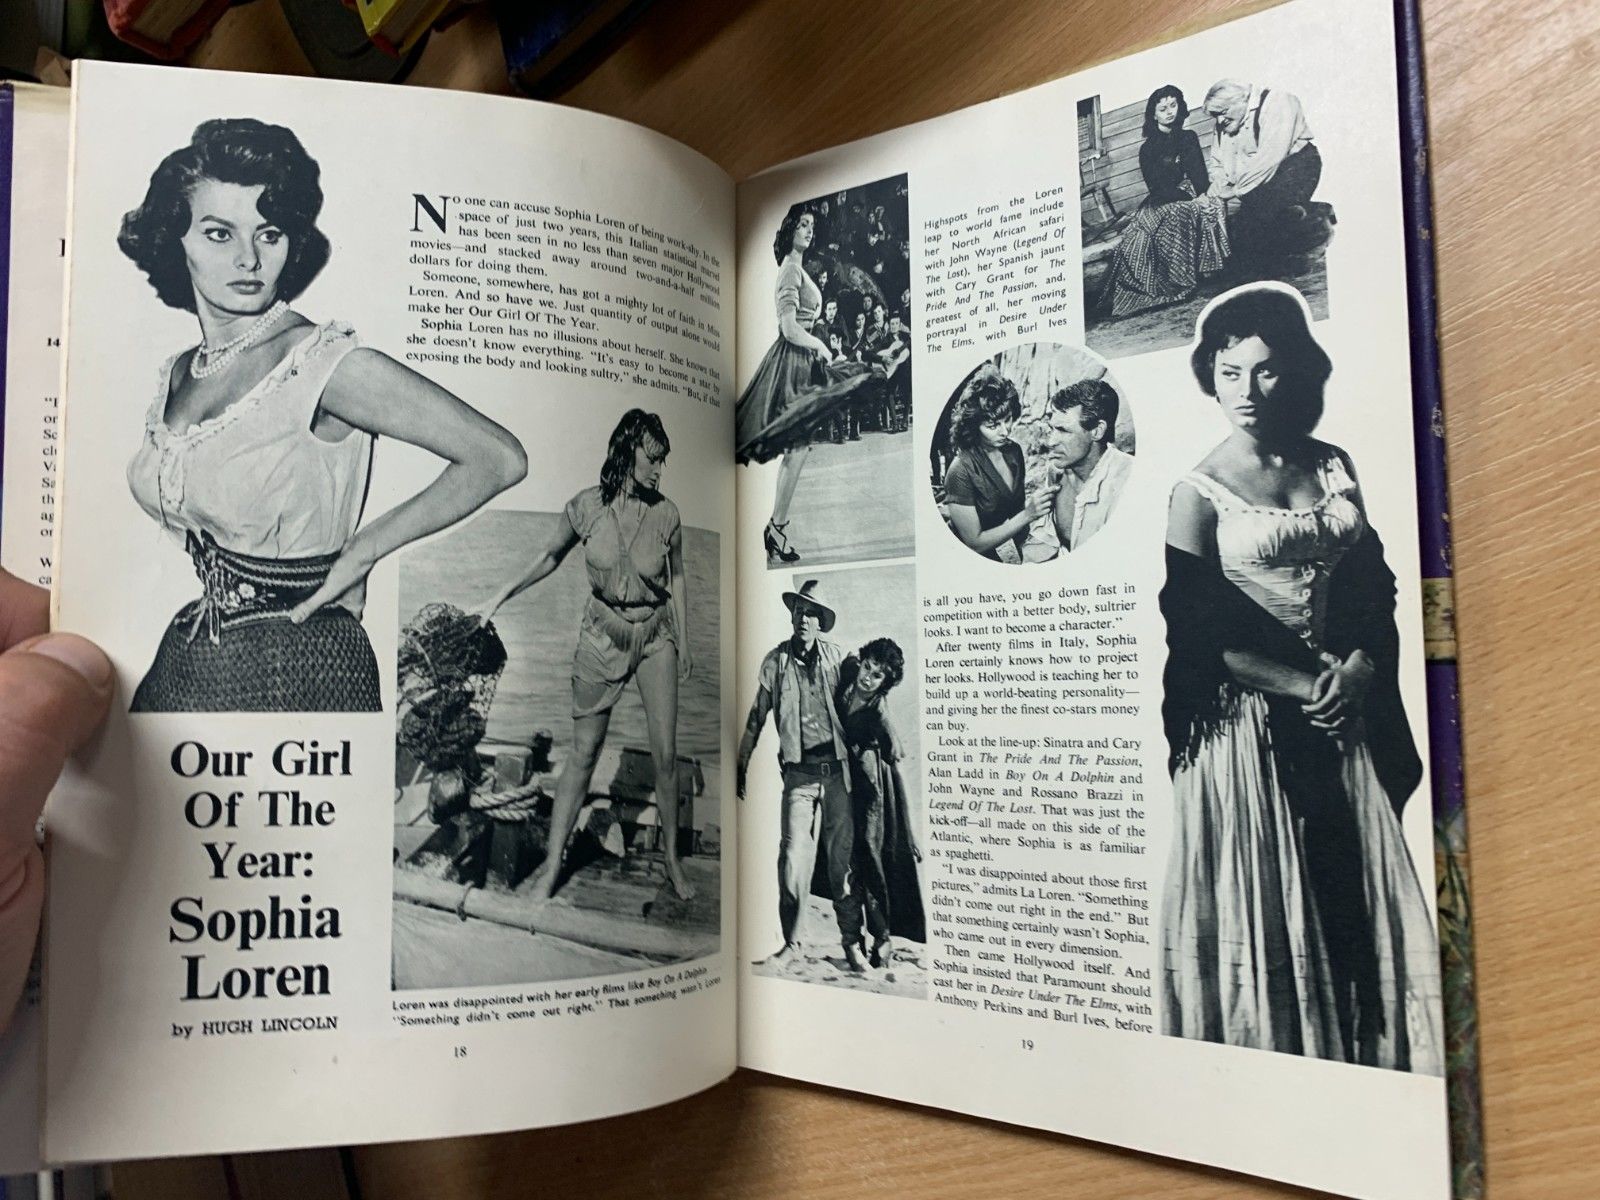 Our Girl
Of The
Year:
Sophia
Loren
by HUGH LINCOLN
No one can accuse Sophia Loren of being work-shy. In the
space of just two years, this Italian statistical marvel
has been seen in no less than seven major Hollywood
movies—and stacked away around two-and-a-half million
dollars for doing them.
Someone, somewhere, has got a mighty lot of faith in Miss
Loren. And so have we. Just quantity of output alone would
make her Our Girl Of The Year.
Sophia Loren has no illusions about herself. She knows that
she doesn't know everything. "It's easy to become a star by
exposing the body and looking sultry," she admits. "But, if that
Loren was disappointed with her early films like Boy On A Dolphin
"Something didn't come out right." That something wasn't Loren
18
Highspots from the Loren
leap to world fame include
her North African safari
with John Wayne (Legend Of
The Lost), her Spanish jaunt
with Cary Grant for The
Pride And The Passion, and,
greatest of all, her moving
portrayal in Desire Under
The Elms, with Burl Ives
is all you have, you go down fast in
competition with a better body, sultrier
looks. I want to become a character."
After twenty films in Italy, Sophia
Loren certainly knows how to project
her looks. Hollywood is teaching her to
build up a world-beating personality—
and giving her the finest co-stars money
can buy.
Look at the line-up: Sinatra and Cary
Grant in The Pride And The Passion,
Alan Ladd in Boy On A Dolphin and
John Wayne and Rossano Brazzi in
Legend Of The Lost. That was just the
kick-off—all made on this side of the
Atlantic, where Sophia is as familiar
as spaghetti.
"I was disappointed about those first
pictures," admits La Loren. "Something
didn't come out right in the end." But
that something certainly wasn't Sophia,
who came out in every dimension.
Then came Hollywood itself. And
Sophia insisted that Paramount should
cast her in Desire Under The Elms, with
Anthony Perkins and Burl Ives, before
19